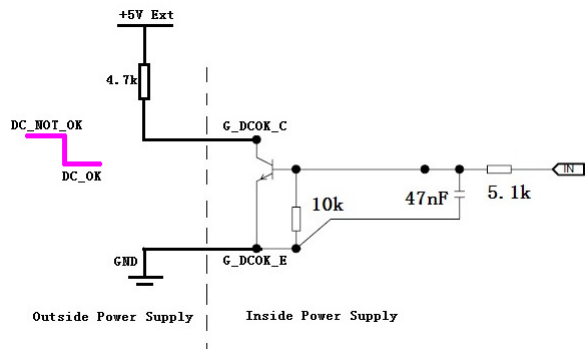 +5V Ext
4.7k
DC_NOT_OK
DC_OK
G_DCOK_C
IN
5.1k
47nF
10k
GND
G_DCOK_E
Outside Power Supply
Inside Power Supply